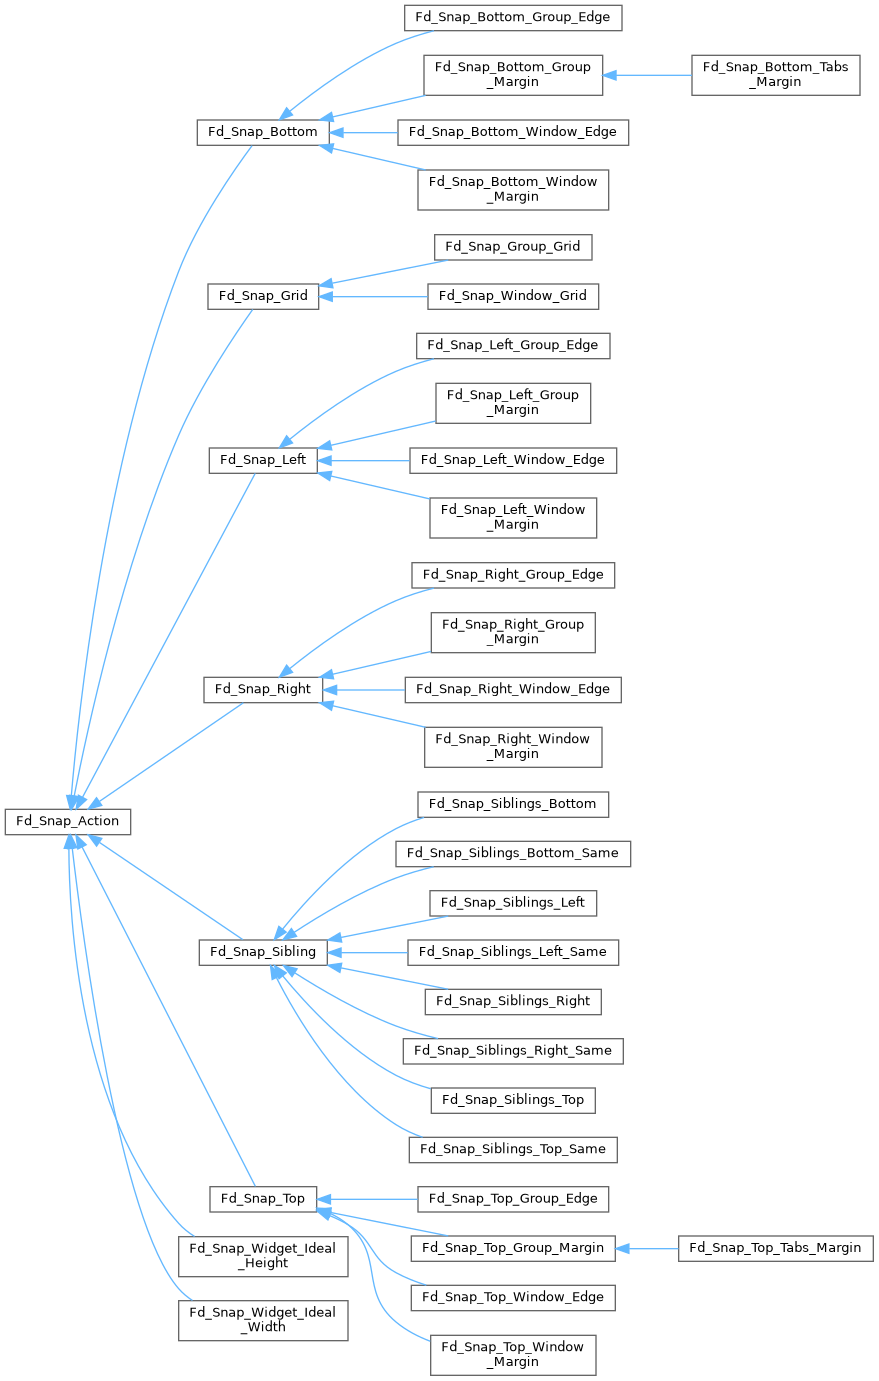 Fd_Snap_Bottom_Group_Edge
Fd_Snap_Bottom_Group
_Margin
Fd_Snap_Bottom_Tabs
_Margin
Fd_Snap_Bottom
Fd_Snap_Bottom_Window_Edge
Fd_Snap_Bottom_Window
_Margin
Fd_Snap_Group_Grid
Fd_Snap_Grid
Fd_Snap_Window_Grid
Fd_Snap_Left_Group_Edge
Fd_Snap_Left_Group
_Margin
Fd_Snap_Left
Fd_Snap_Left_Window_Edge
Fd_Snap_Left_Window
_Margin
Fd_Snap_Right_Group_Edge
Fd_Snap_Right_Group
_Margin
Fd_Snap_Right
Fd_Snap_Right_Window_Edge
Fd_Snap_Right_Window
_Margin
Fd_Snap_Siblings_Bottom
Fd_Snap_Action
Fd_Snap_Siblings_Bottom_Same
Fd_Snap_Siblings_Left
Fd_Snap_Sibling
Fd_Snap_Siblings_Left_Same
Fd_Snap_Siblings_Right
Fd_Snap_Siblings_Right_Same
Fd_Snap_Siblings_Top
Fd_Snap_Siblings_Top_Same
Fd_Snap_Top
Fd_Snap_Top_Group_Edge
Fd_Snap_Widget_Ideal
_Height
Fd_Snap_Top_Group_Margin
Fd_Snap_Top_Tabs_Margin
Fd_Snap_Top_Window_Edge
Fd_Snap_Widget_Ideal
_Width
Fd_Snap_Top_Window
_Margin